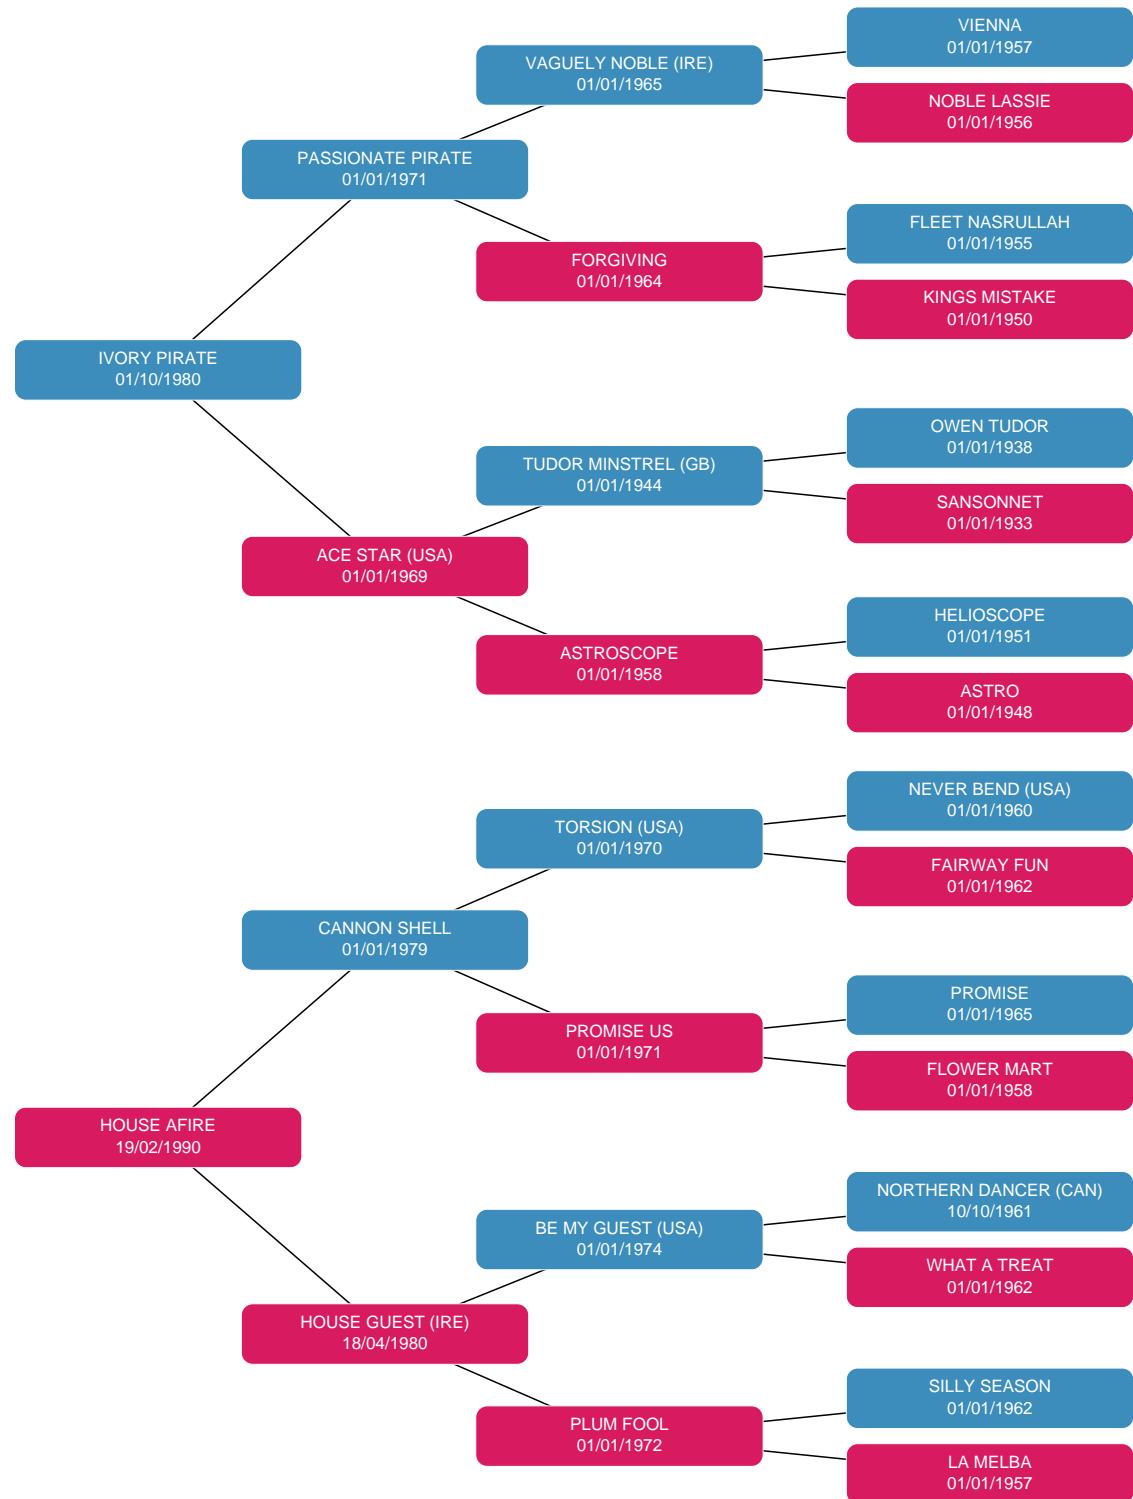 VIENNA
01/01/1957
VAGUELY NOBLE (IRE)
01/01/1965
NOBLE LASSIE
01/01/1956
PASSIONATE PIRATE
01/01/1971
FLEET NASRULLAH
01/01/1955
FORGIVING
01/01/1964
KINGS MISTAKE
01/01/1950
IVORY PIRATE
01/10/1980
OWEN TUDOR
01/01/1938
TUDOR MINSTREL (GB)
01/01/1944
SANSONNET
01/01/1933
ACE STAR (USA)
01/01/1969
HELIOSCOPE
01/01/1951
ASTROSCOPE
01/01/1958
ASTRO
01/01/1948
NEVER BEND (USA)
01/01/1960
TORSION (USA)
01/01/1970
FAIRWAY FUN
01/01/1962
CANNON SHELL
01/01/1979
PROMISE
01/01/1965
PROMISE US
01/01/1971
FLOWER MART
01/01/1958
HOUSE AFIRE
19/02/1990
NORTHERN DANCER (CAN)
10/10/1961
BE MY GUEST (USA)
01/01/1974
WHAT A TREAT
01/01/1962
HOUSE GUEST (IRE)
18/04/1980
SILLY SEASON
01/01/1962
PLUM FOOL
01/01/1972
LA MELBA
01/01/1957